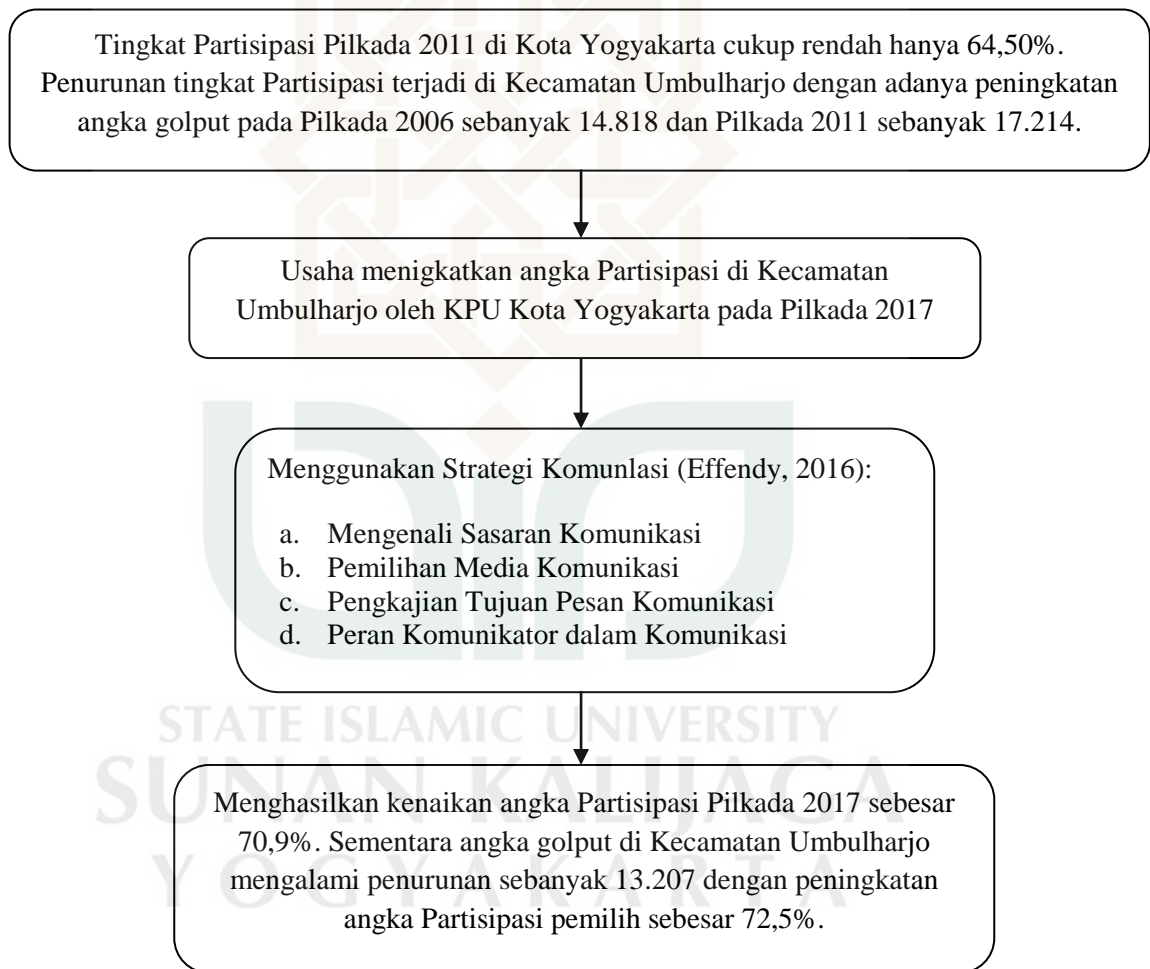 Tingkat Partisipasi Pilkada 2011 di Kota Yogyakarta cukup rendah hanya 64,50%.
Penurunan tingkat Partisipasi terjadi di Kecamatan Umbulharjo dengan adanya peningkatan
angka golput pada Pilkada 2006 sebanyak 14.818 dan Pilkada 2011 sebanyak 17.214.
Usaha menigkatkan angka Partisipasi di Kecamatan
Umbulharjo oleh KPU Kota Yogyakarta pada Pilkada 2017
Menggunakan Strategi Komunlasi (Effendy, 2016):
a. Mengenali Sasaran Komunikasi
b. Pemilihan Media Komunikasi
c. Pengkajian Tujuan Pesan Komunikasi
d. Peran Komunikator dalam Komunikasi
STATE ISLAMIC UNIVERSITY
SUNAN KALIJAGA
YOGYAKARTA
Menghasilkan kenaikan angka Partisipasi Pilkada 2017 sebesar
70,9%. Sementara angka golput di Kecamatan Umbulharjo
mengalami penurunan sebanyak 13.207 dengan peningkatan
angka Partisipasi pemilih sebesar 72,5%.